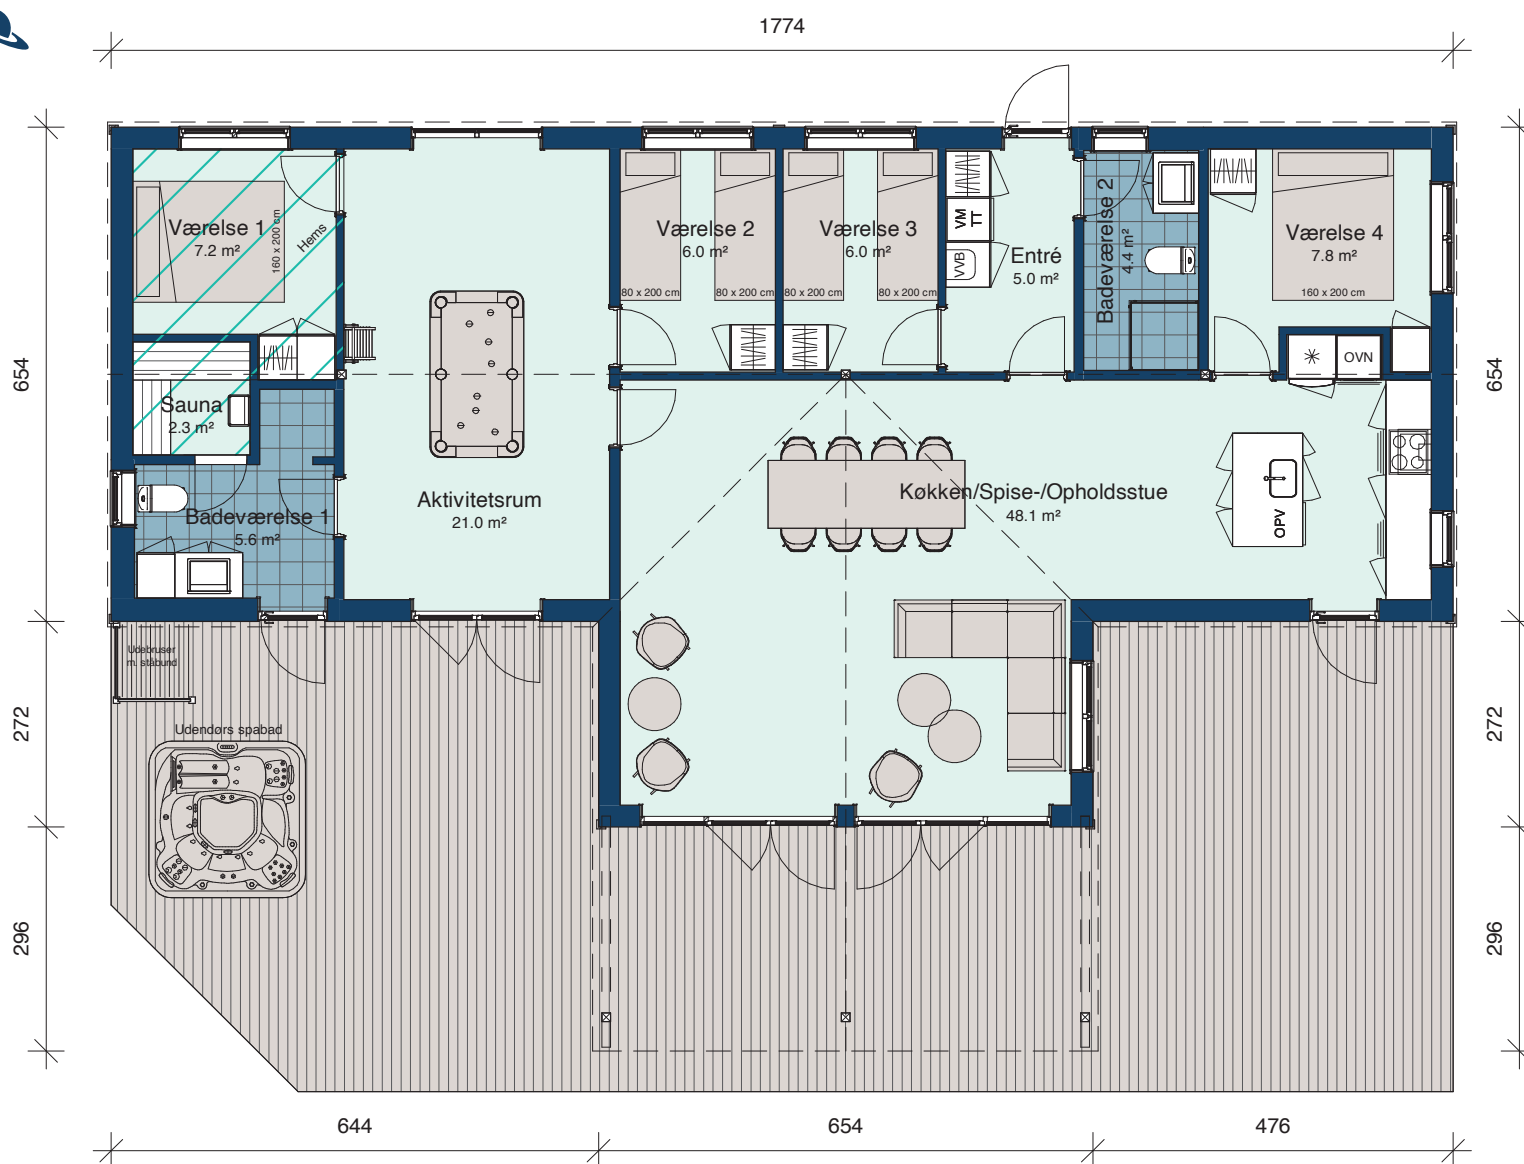 1774
Værelse 1
7.2 m²
160 x 200 cm
Hems
Værelse 2
6.0 m²
80 x 200 cm
80 x 200 cm
Værelse 3
6.0 m²
80 x 200 cm
80 x 200 cm
VM
TT
VVB
Entré
5.0 m²
Badeværelse 2
4.4 m²
Værelse 4
7.8 m²
160 x 200 cm
OVN
654
654
Sauna
2.3 m²
Aktivitetsrum
21.0 m²
Køkken/Spise-/Opholdsstue
48.1 m²
OPV
Badeværelse 1
5.6 m²
Udebruser
m. ståbund
Udendørs spabad
272
272
296
296
644
654
476